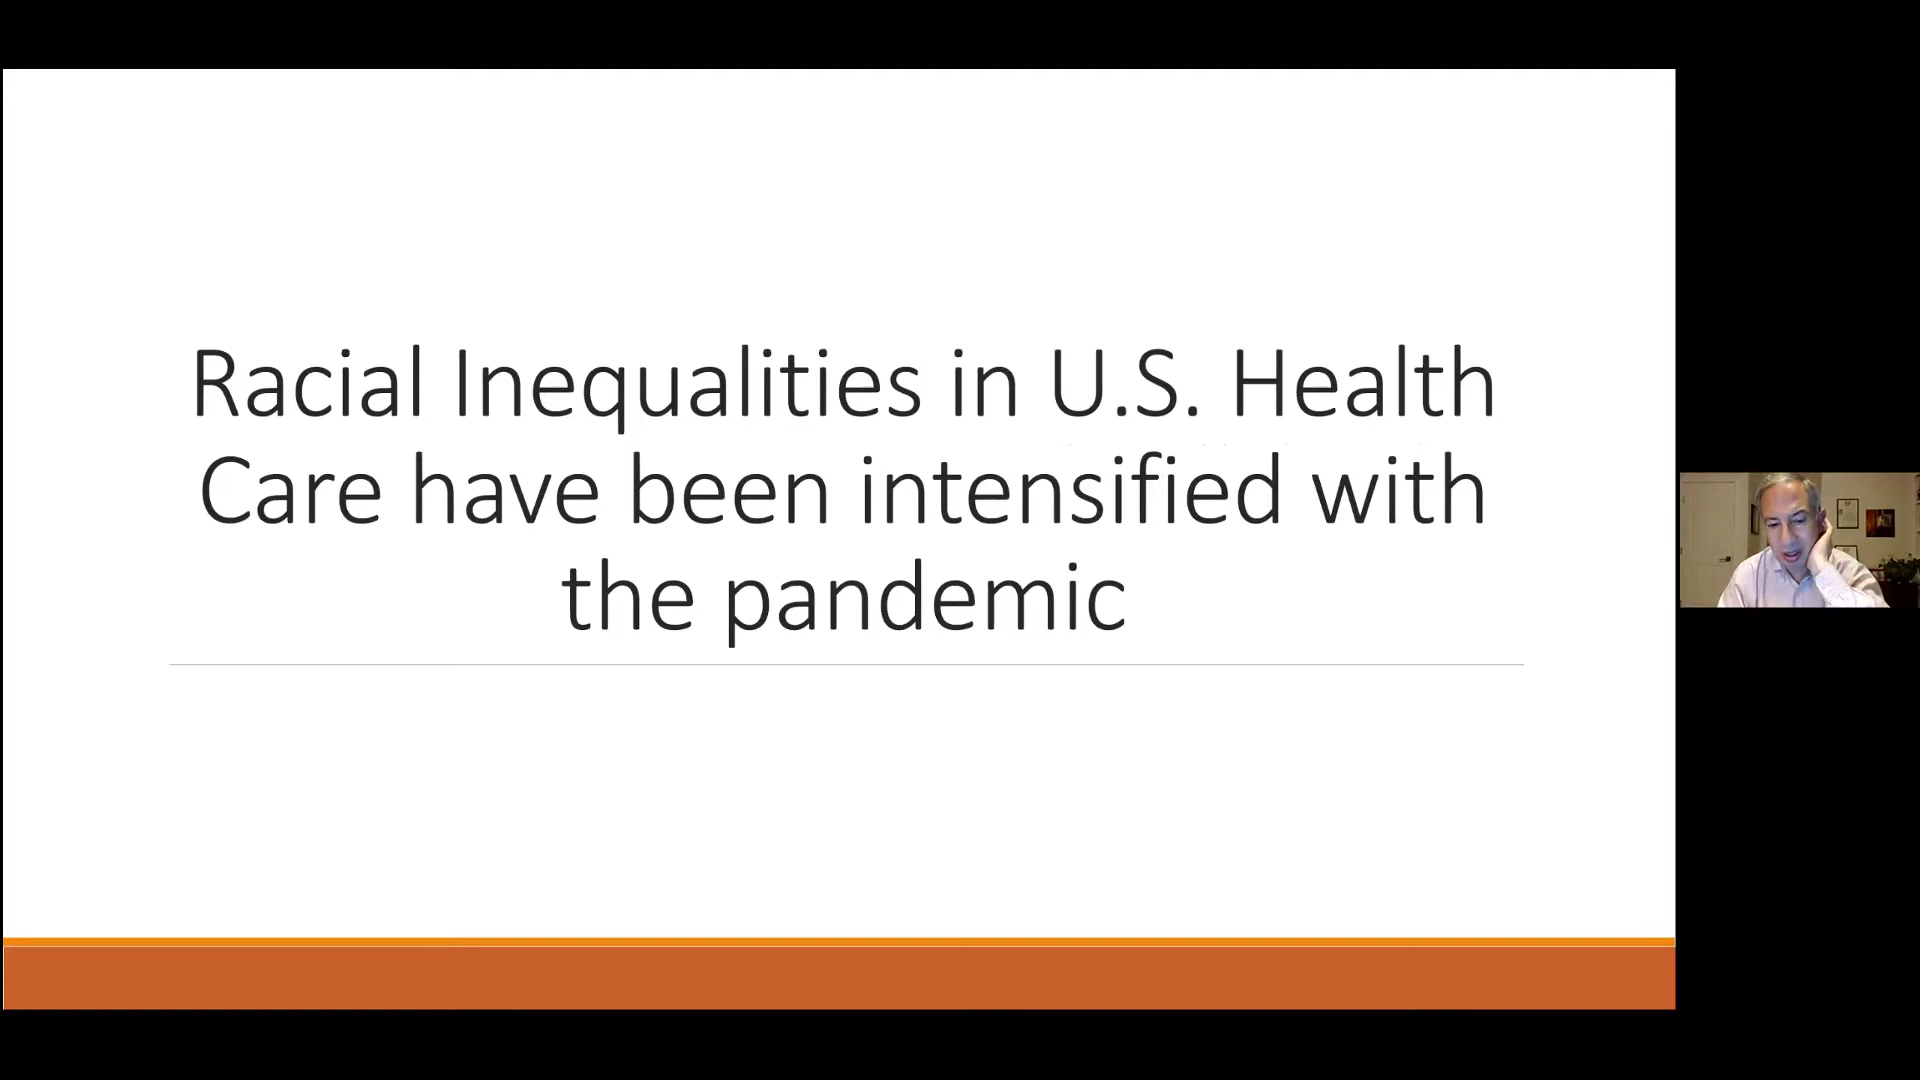 Racial Inequalities in U.S. Health
Care have been intensified with
the pandemic